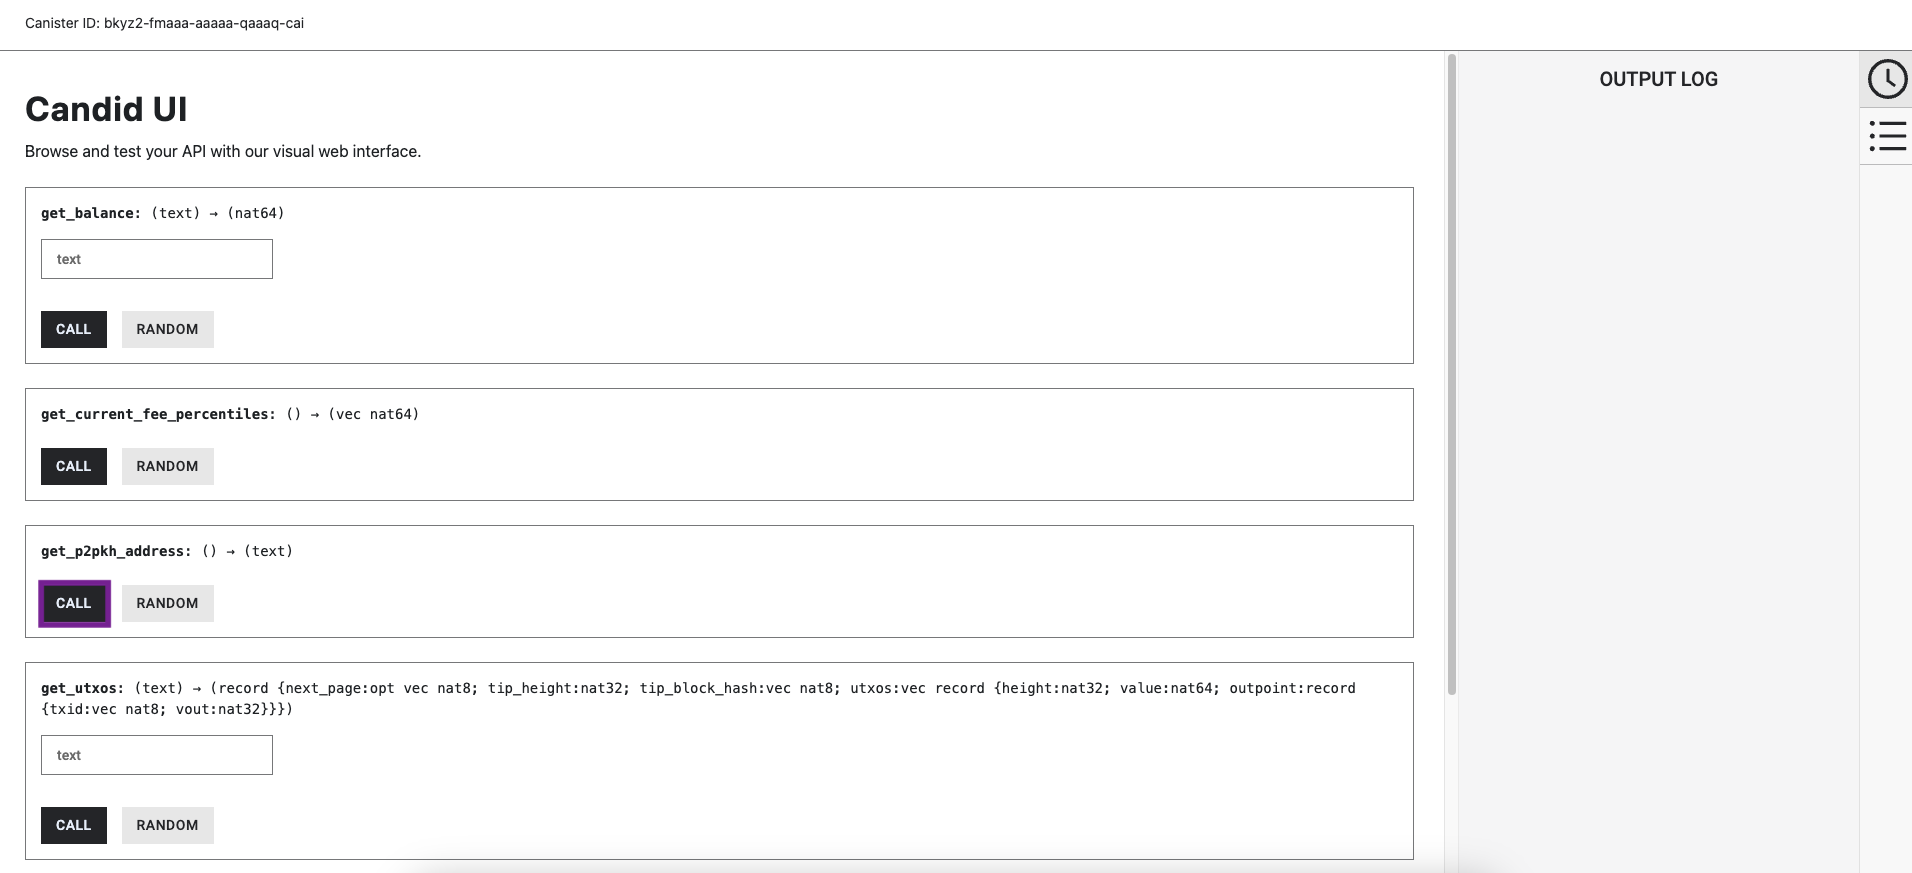 Canister ID: bkyz2-fmaaa-aaaaa-qaaaq-cai
OUTPUT LOG
Candid UI
Browse and test your API with our visual web interface.
get_balance: (text) → (nat64)
text
CALL RANDOM
get_current_fee_percentiles: () → (vec nat64)
CALL RANDOM
get_p2pkh_address: () → (text)
CALL RANDOM
get_utxos: (text) → (record {next_page:opt vec nat8; tip_height:nat32; tip_block_hash:vec nat8; utxos:vec record {height:nat32; value:nat64; outpoint:record
{txid:vec nat8; vout:nat32}}})
text
CALL RANDOM